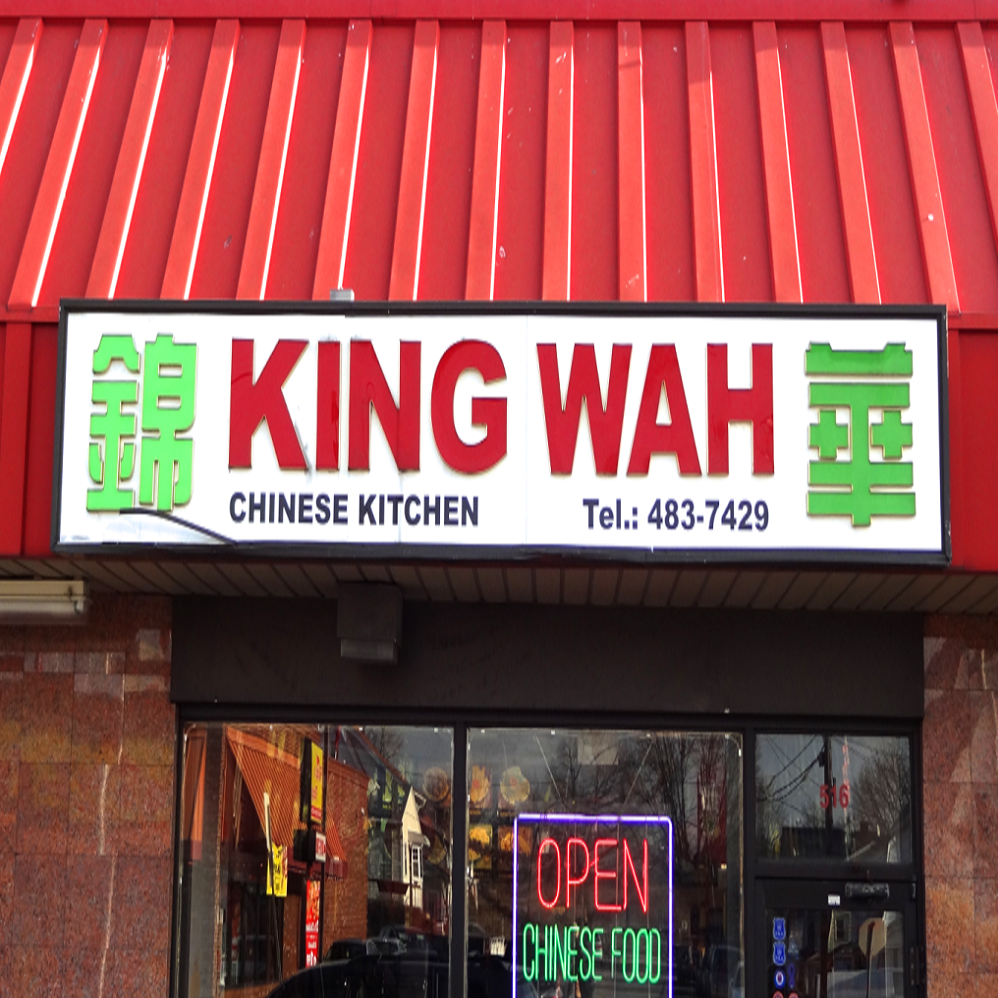 錦 KING WAH 華
CHINESE KITCHEN Tel.: 483-7429
516
OPEN
CHINESE FOOD